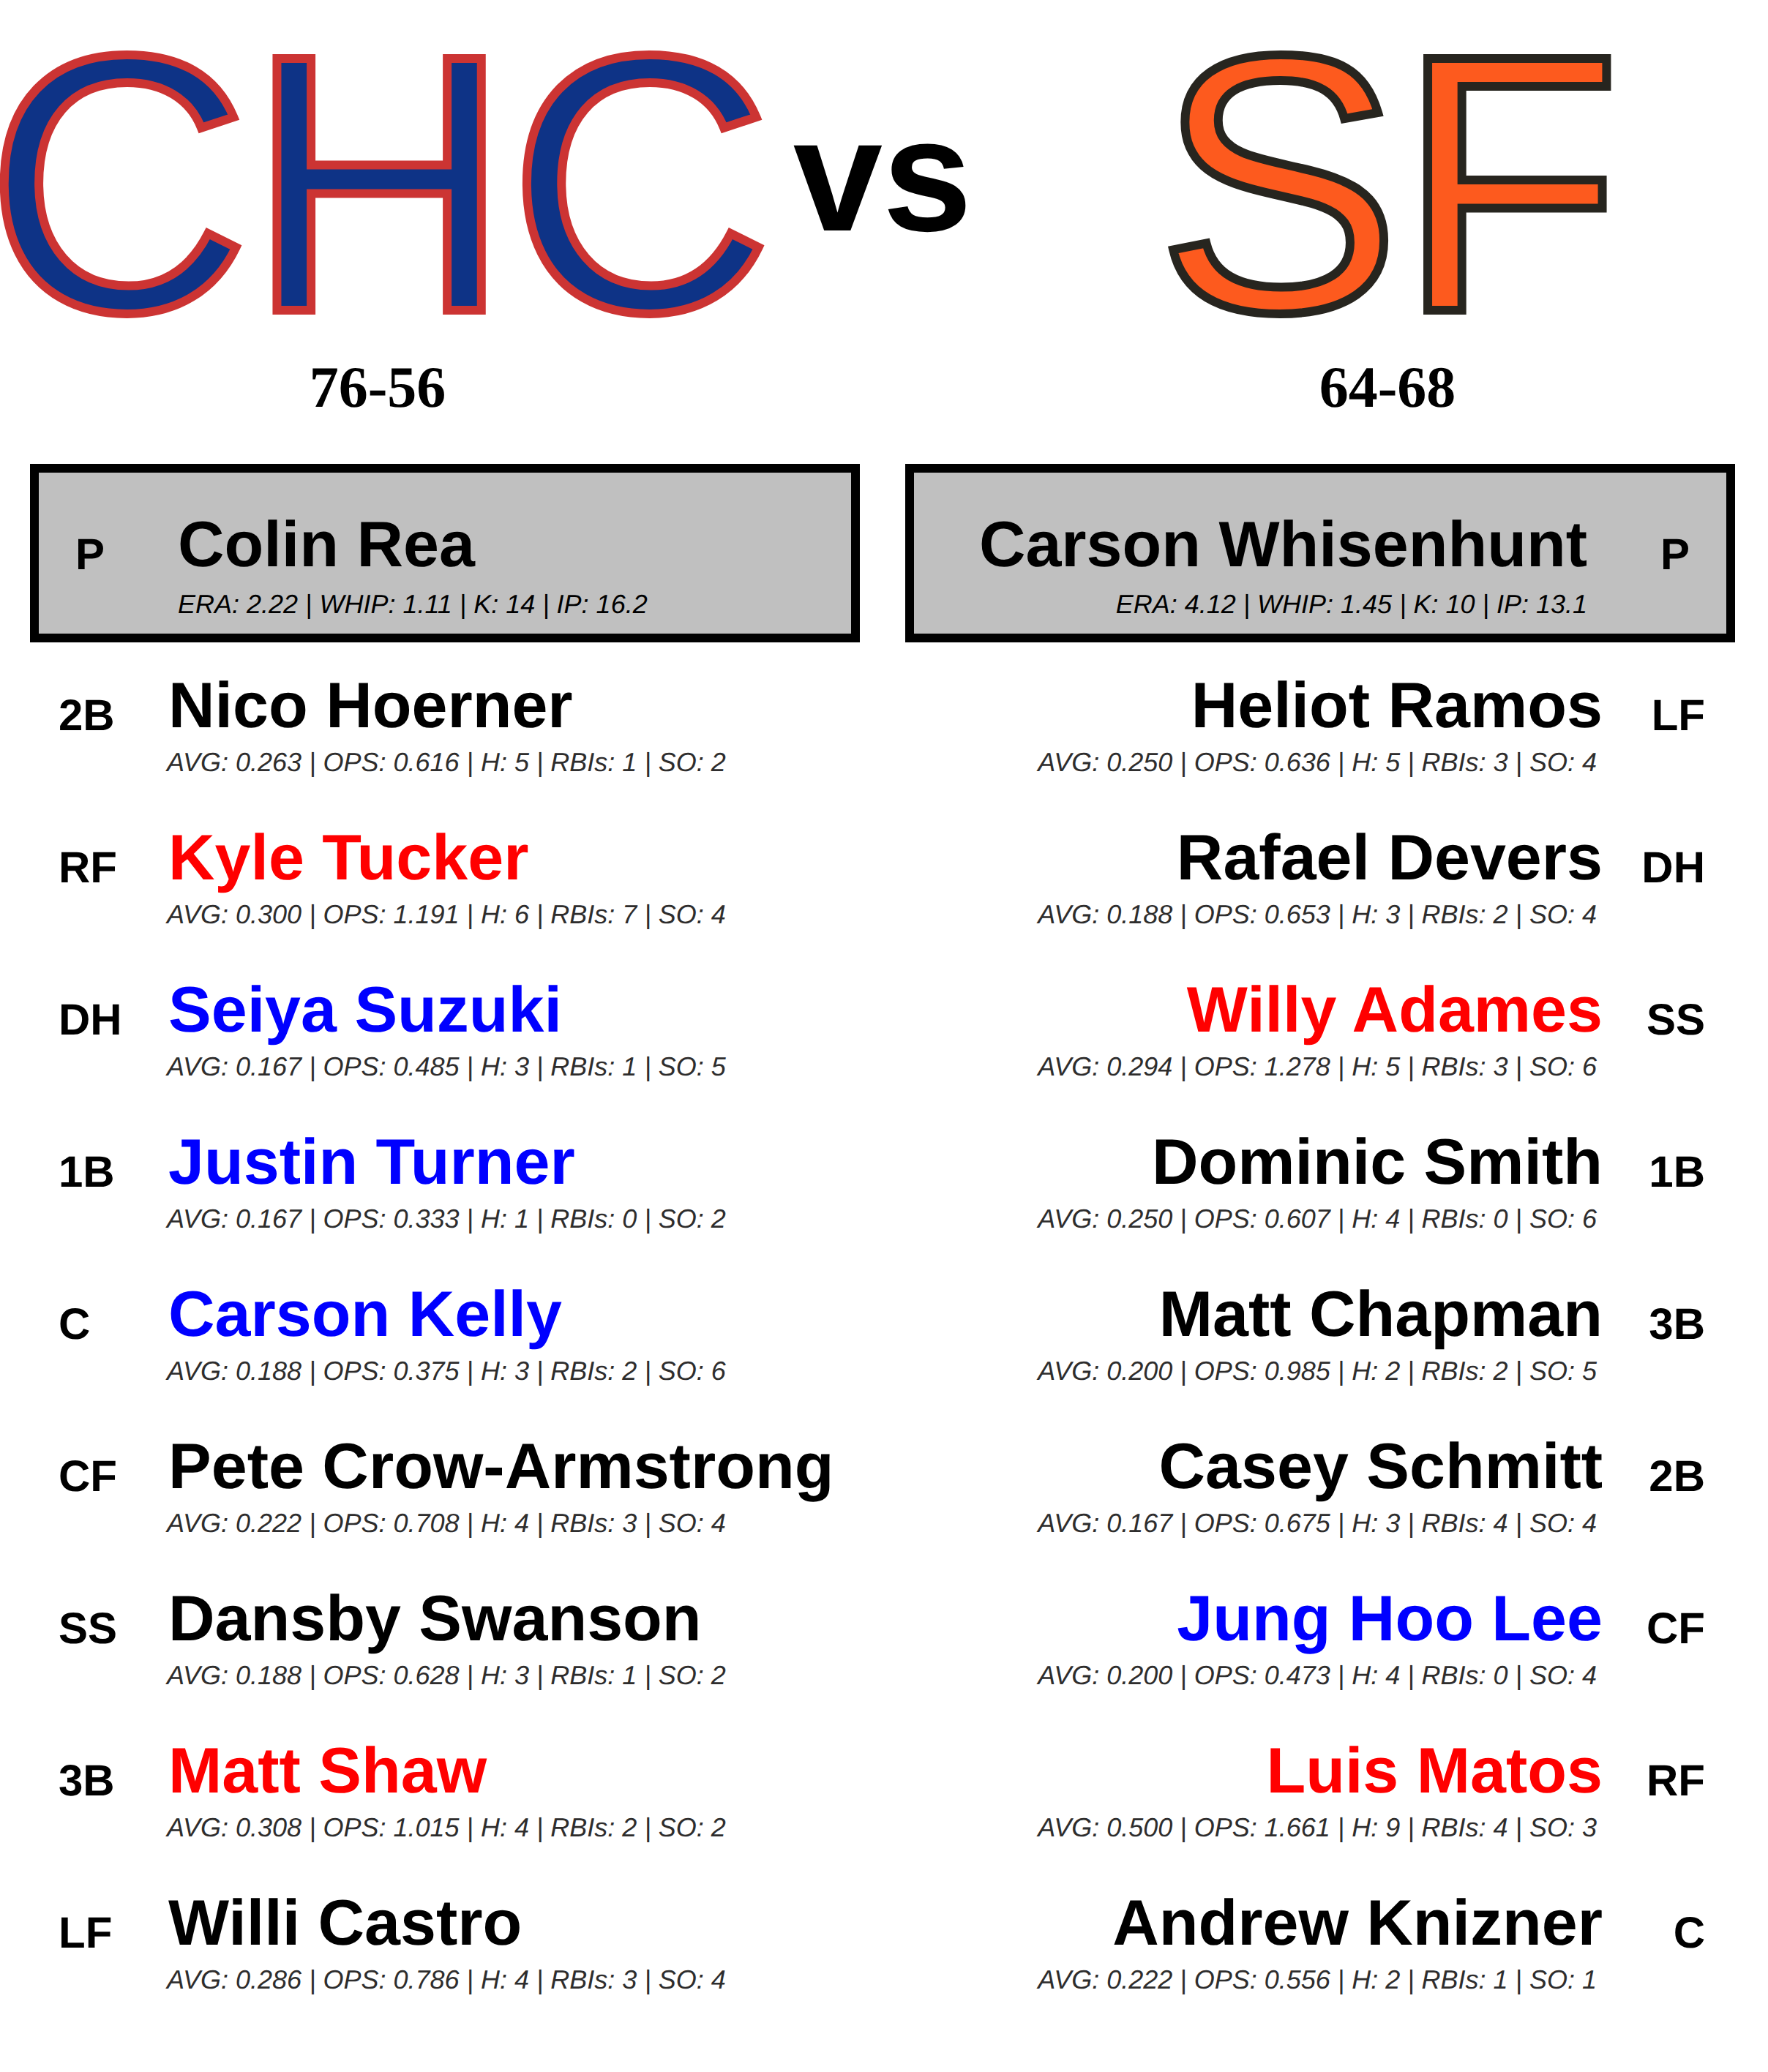 CHC vs SF
76-56
64-68
P Colin Rea
ERA: 2.22 | WHIP: 1.11 | K: 14 | IP: 16.2
Carson Whisenhunt P
ERA: 4.12 | WHIP: 1.45 | K: 10 | IP: 13.1
2B Nico Hoerner
AVG: 0.263 | OPS: 0.616 | H: 5 | RBIs: 1 | SO: 2
RF Kyle Tucker
AVG: 0.300 | OPS: 1.191 | H: 6 | RBIs: 7 | SO: 4
DH Seiya Suzuki
AVG: 0.167 | OPS: 0.485 | H: 3 | RBIs: 1 | SO: 5
1B Justin Turner
AVG: 0.167 | OPS: 0.333 | H: 1 | RBIs: 0 | SO: 2
C Carson Kelly
AVG: 0.188 | OPS: 0.375 | H: 3 | RBIs: 2 | SO: 6
CF Pete Crow-Armstrong
AVG: 0.222 | OPS: 0.708 | H: 4 | RBIs: 3 | SO: 4
SS Dansby Swanson
AVG: 0.188 | OPS: 0.628 | H: 3 | RBIs: 1 | SO: 2
3B Matt Shaw
AVG: 0.308 | OPS: 1.015 | H: 4 | RBIs: 2 | SO: 2
LF Willi Castro
AVG: 0.286 | OPS: 0.786 | H: 4 | RBIs: 3 | SO: 4
Heliot Ramos LF
AVG: 0.250 | OPS: 0.636 | H: 5 | RBIs: 3 | SO: 4
Rafael Devers DH
AVG: 0.188 | OPS: 0.653 | H: 3 | RBIs: 2 | SO: 4
Willy Adames SS
AVG: 0.294 | OPS: 1.278 | H: 5 | RBIs: 3 | SO: 6
Dominic Smith 1B
AVG: 0.250 | OPS: 0.607 | H: 4 | RBIs: 0 | SO: 6
Matt Chapman 3B
AVG: 0.200 | OPS: 0.985 | H: 2 | RBIs: 2 | SO: 5
Casey Schmitt 2B
AVG: 0.167 | OPS: 0.675 | H: 3 | RBIs: 4 | SO: 4
Jung Hoo Lee CF
AVG: 0.200 | OPS: 0.473 | H: 4 | RBIs: 0 | SO: 4
Luis Matos RF
AVG: 0.500 | OPS: 1.661 | H: 9 | RBIs: 4 | SO: 3
Andrew Knizner C
AVG: 0.222 | OPS: 0.556 | H: 2 | RBIs: 1 | SO: 1